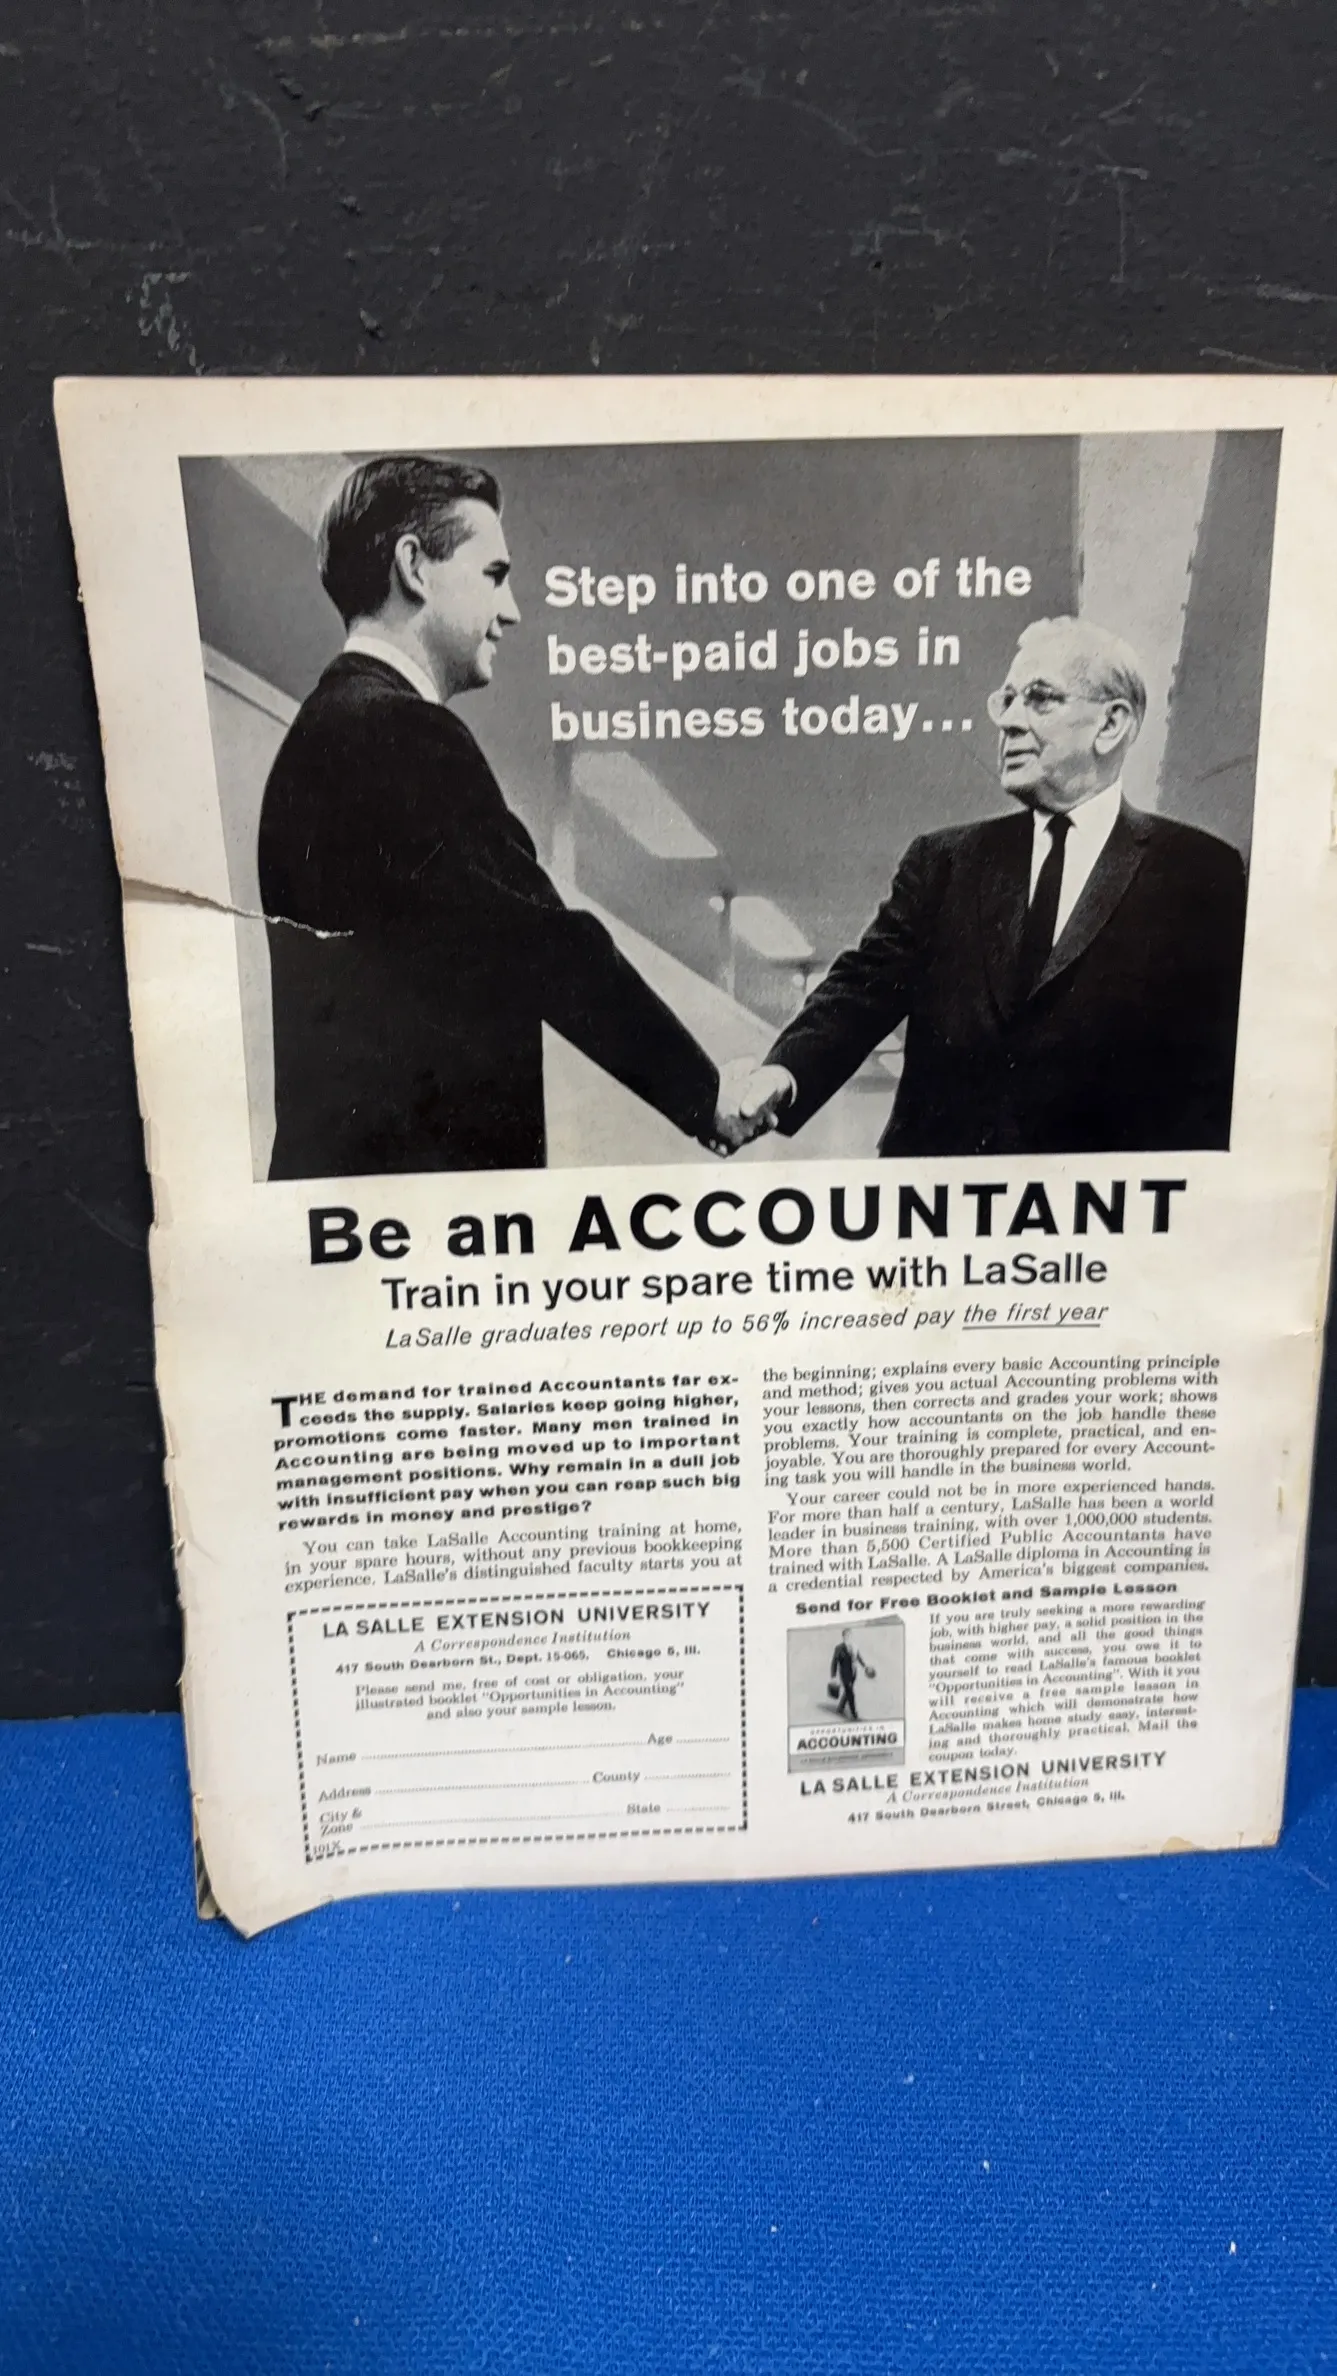 Step into one of the
best-paid jobs in
business today...
Be an ACCOUNTANT
Train in your spare time with LaSalle
LaSalle graduates report up to 56% increased pay the first year
THE demand for trained Accountants far ex-
ceeds the supply. Salaries keep going higher,
promotions come faster. Many men trained in
Accounting are being moved up to important
management positions. Why remain in a dull job
with insufficient pay when you can reap such big
rewards in money and prestige?
You can take LaSalle Accounting training at home,
in your spare hours, without any previous bookkeeping
experience. LaSalle's distinguished faculty starts you at
LA SALLE EXTENSION UNIVERSITY
A Correspondence Institution
417 South Dearborn St., Dept. 15-065, Chicago 5, Ill.
Please send me, free of cost or obligation, your
illustrated booklet "Opportunities in Accounting"
and also your sample lesson.
Name Age
Address County
City &
Zone State
101X
the beginning; explains every basic Accounting principle
and method; gives you actual Accounting problems with
your lessons, then corrects and grades your work; shows
you exactly how accountants on the job handle these
problems. Your training is complete, practical, and en-
joyable. You are thoroughly prepared for every Account-
ing task you will handle in the business world.
Your career could not be in more experienced hands.
For more than half a century, LaSalle has been a world
leader in business training, with over 1,000,000 students.
More than 5,500 Certified Public Accountants have
trained with LaSalle. A LaSalle diploma in Accounting is
a credential respected by America's biggest companies.
Send for Free Booklet and Sample Lesson
If you are truly seeking a more rewarding
job, with higher pay, a solid position in the
business world, and all the good things
that come with success, you owe it to
yourself to read LaSalle's famous booklet
"Opportunities in Accounting". With it you
will receive a free sample lesson in
Accounting which will demonstrate how
LaSalle makes home study easy, interest-
ing and thoroughly practical. Mail the
coupon today.
OPPORTUNITIES IN
ACCOUNTING
LA SALLE EXTENSION UNIVERSITY
A Correspondence Institution
417 South Dearborn Street, Chicago 5, Ill.